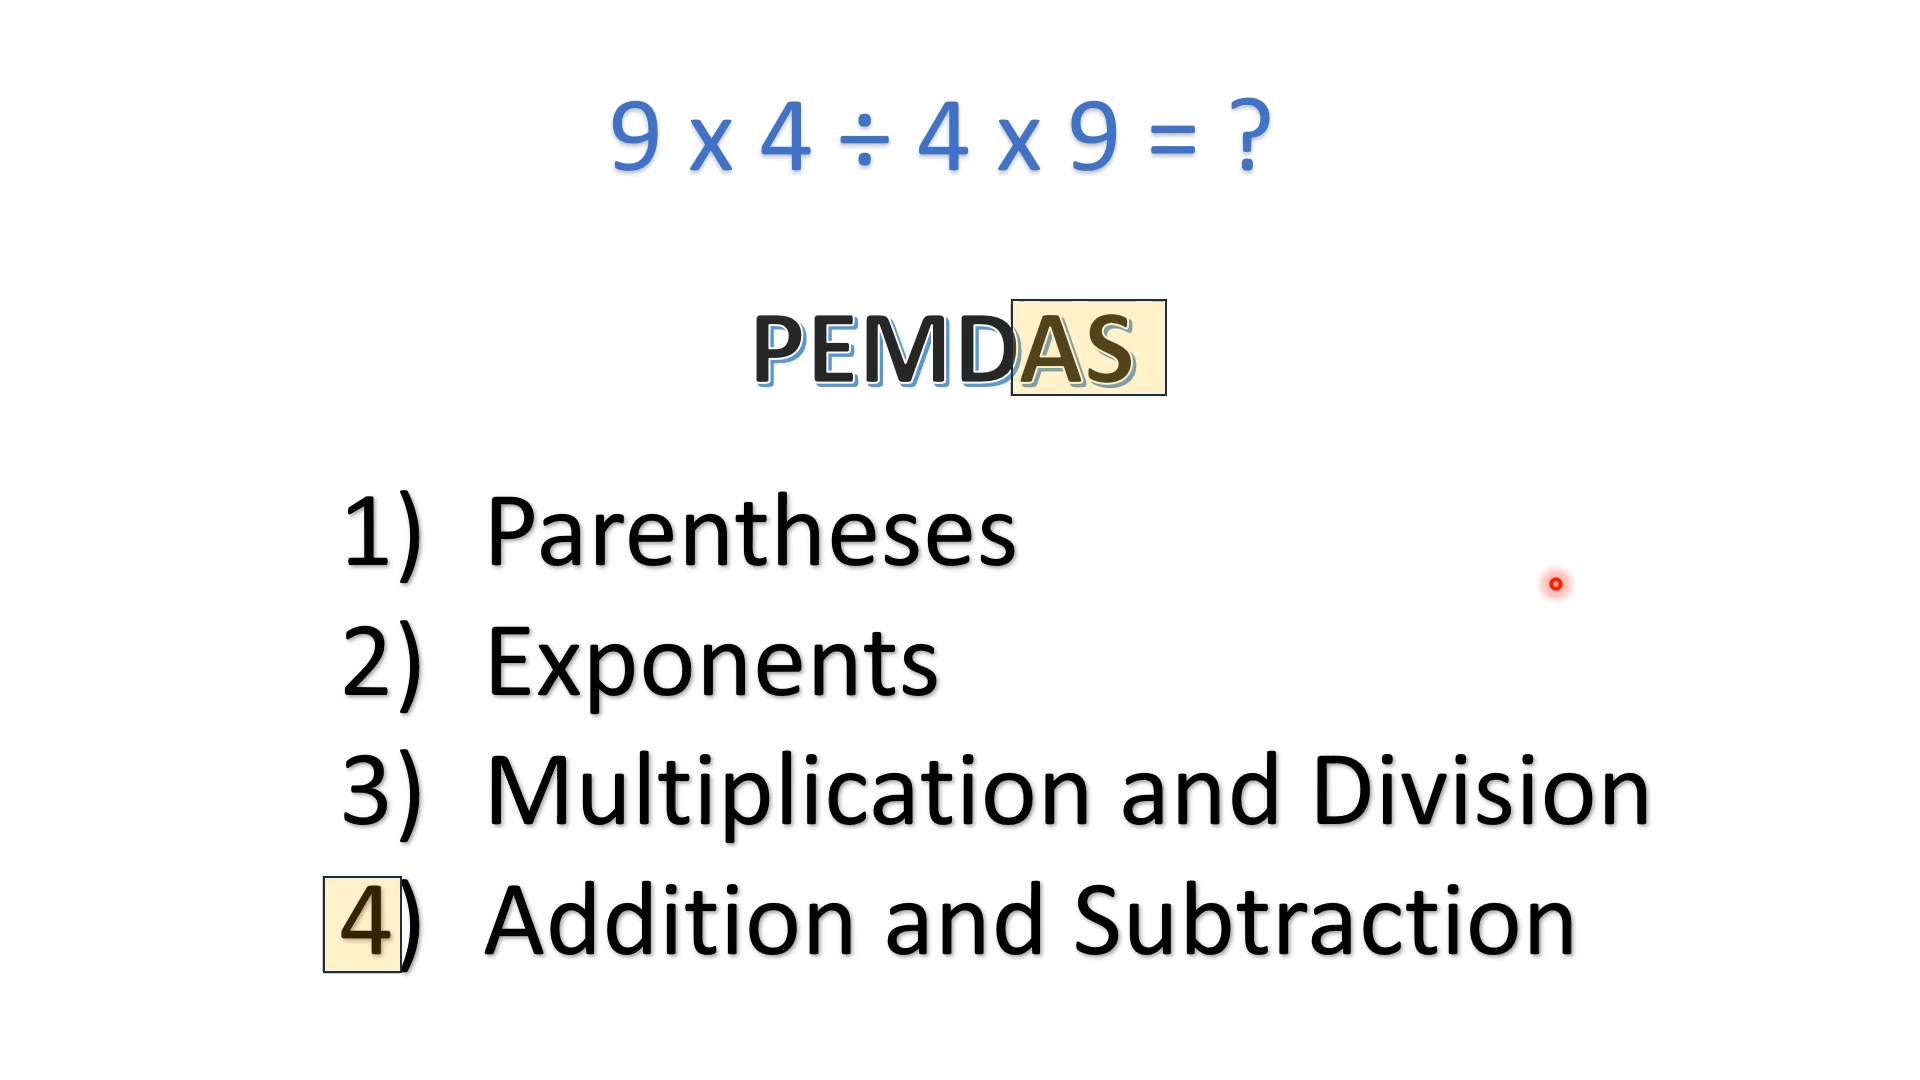 9 x 4 ÷ 4 x 9 = ?
PEMDAS
1) Parentheses
2) Exponents
3) Multiplication and Division
4) Addition and Subtraction